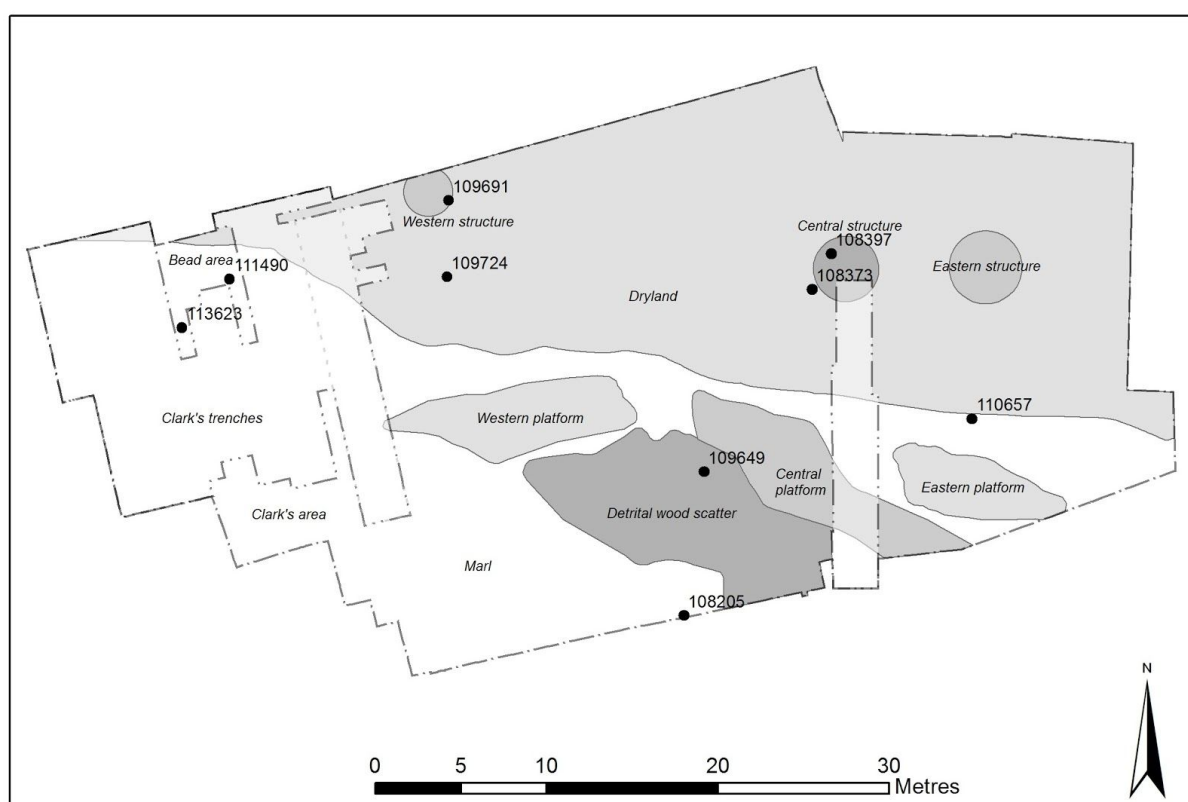 109691
Western structure
Central structure
108397
Bead area
111490
109724
108373
Eastern structure
Dryland
113623
Clark's trenches
Western platform
110657
109649
Central
platform
Eastern platform
Clark's area
Detrital wood scatter
Marl
108205
N
0 5 10 20 30
Metres